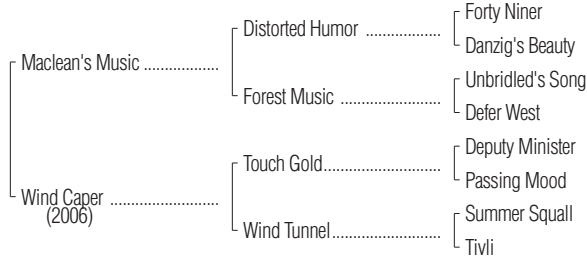 Forty Niner
Distorted Humor ..................
Danzig's Beauty
Maclean's Music ..................
Unbridled's Song
Forest Music ........................
Defer West
Deputy Minister
Touch Gold...........................
Passing Mood
Wind Caper ..........................
(2006)
Summer Squall
Wind Tunnel.........................
Tivli